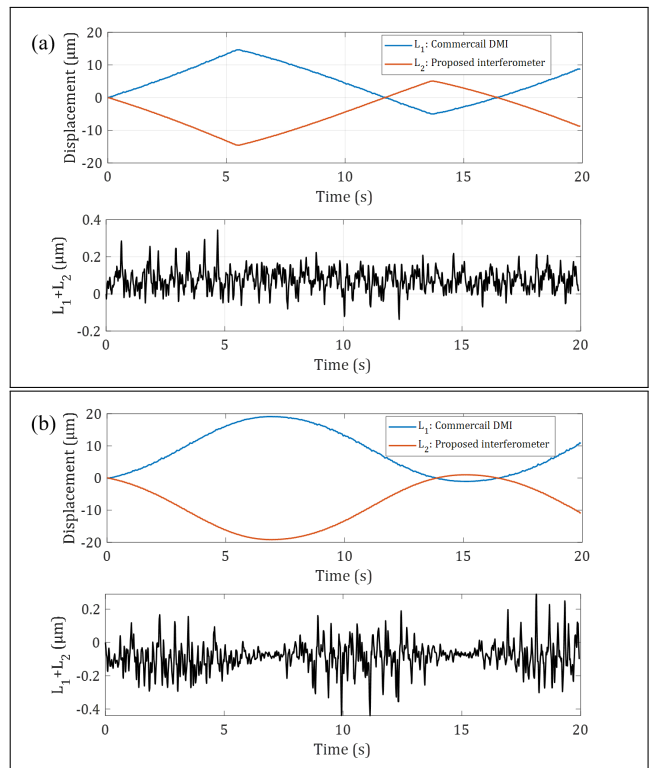 (a)
20
10
0
-10
-20
Displacement (μm)
L1: Commercail DMI
L2: Proposed interferometer
0 5 10 15 20
Time (s)
0.4
0.2
0
-0.2
L1+L2 (μm)
0 5 10 15 20
Time (s)
(b)
20
10
0
-10
-20
Displacement (μm)
L1: Commercail DMI
L2: Proposed interferometer
0 5 10 15 20
Time (s)
0.2
0
-0.2
-0.4
L1+L2 (μm)
0 5 10 15 20
Time (s)